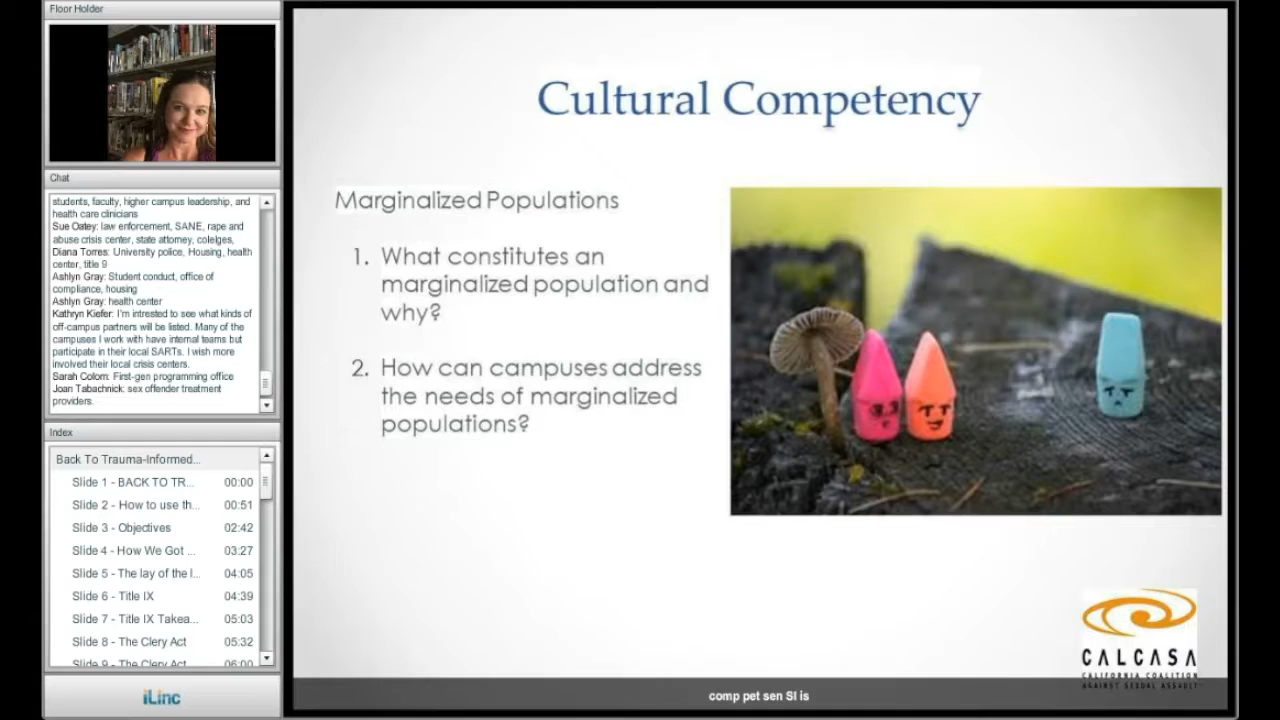 Floor Holder
Chat
students, faculty, higher campus leadership, and
health care clinicians
Sue Oatey: law enforcement, SANE, rape and
abuse crisis center, state attorney, colelges,
Diana Torres: University police, Housing, health
center, title 9
Ashlyn Gray: Student conduct, office of
compliance, housing
Ashlyn Gray: health center
Kathryn Kiefer: I'm intrested to see what kinds of
off-campus partners will be listed. Many of the
campuses I work with have internal teams but
participate in their local SARTs. I wish more
involved their local crisis centers.
Sarah Colom: First-gen programming office
Joan Tabachnick: sex offender treatment
providers.
Index
Back To Trauma-Informed...
Slide 1 - BACK TO TR... 00:00
Slide 2 - How to use th... 00:51
Slide 3 - Objectives 02:42
Slide 4 - How We Got ... 03:27
Slide 5 - The lay of the l... 04:05
Slide 6 - Title IX 04:39
Slide 7 - Title IX Takea... 05:03
Slide 8 - The Clery Act 05:32
Slide 9 - The Clery Act 06:00
iLinc
Cultural Competency
Marginalized Populations
1. What constitutes an
marginalized population and
why?
2. How can campuses address
the needs of marginalized
populations?
CALCASA
CALIFORNIA COALITION
AGAINST SEXUAL ASSAULT
comp pet sen SI is